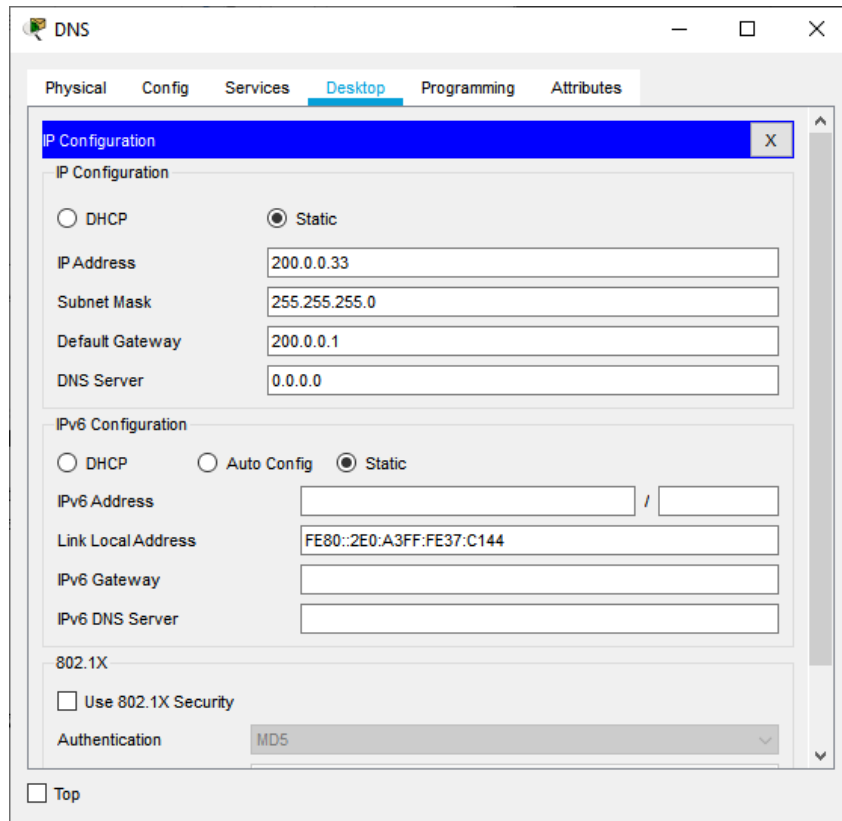 DNS
Physical Config Services Desktop Programming Attributes
IP Configuration X
IP Configuration
DHCP Static
IP Address 200.0.0.33
Subnet Mask 255.255.255.0
Default Gateway 200.0.0.1
DNS Server 0.0.0.0
IPv6 Configuration
DHCP Auto Config Static
IPv6 Address /
Link Local Address FE80::2E0:A3FF:FE37:C144
IPv6 Gateway
IPv6 DNS Server
802.1X
Use 802.1X Security
Authentication MD5
Top